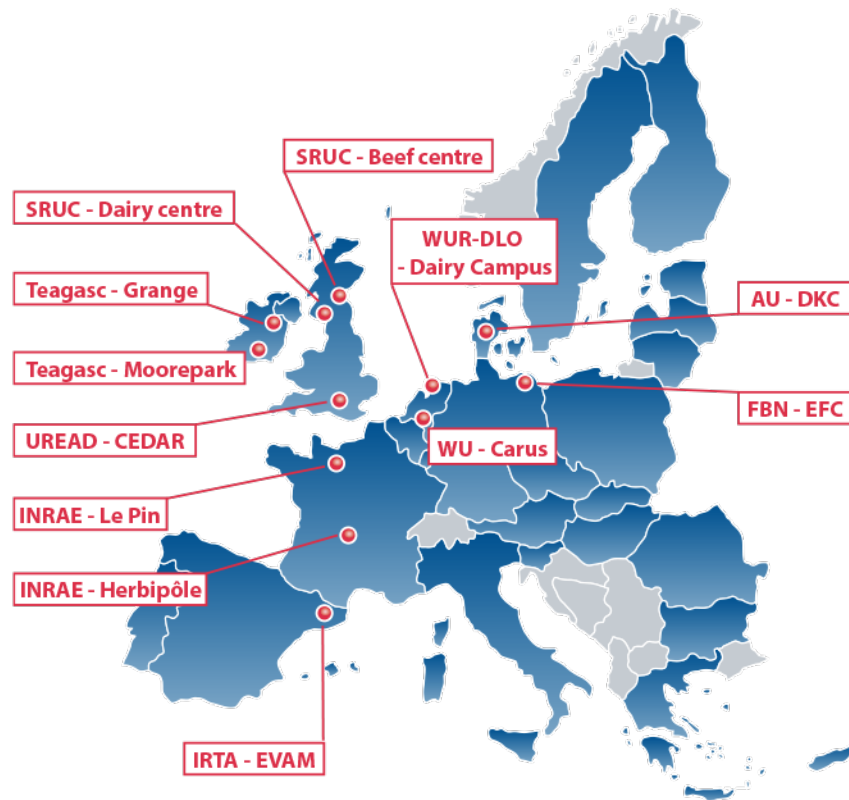 SRUC - Beef centre
SRUC - Dairy centre
WUR-DLO
- Dairy Campus
Teagasc - Grange
AU - DKC
Teagasc - Moorepark
FBN - EFC
UREAD - CEDAR
WU - Carus
INRAE - Le Pin
INRAE - Herbipôle
IRTA - EVAM